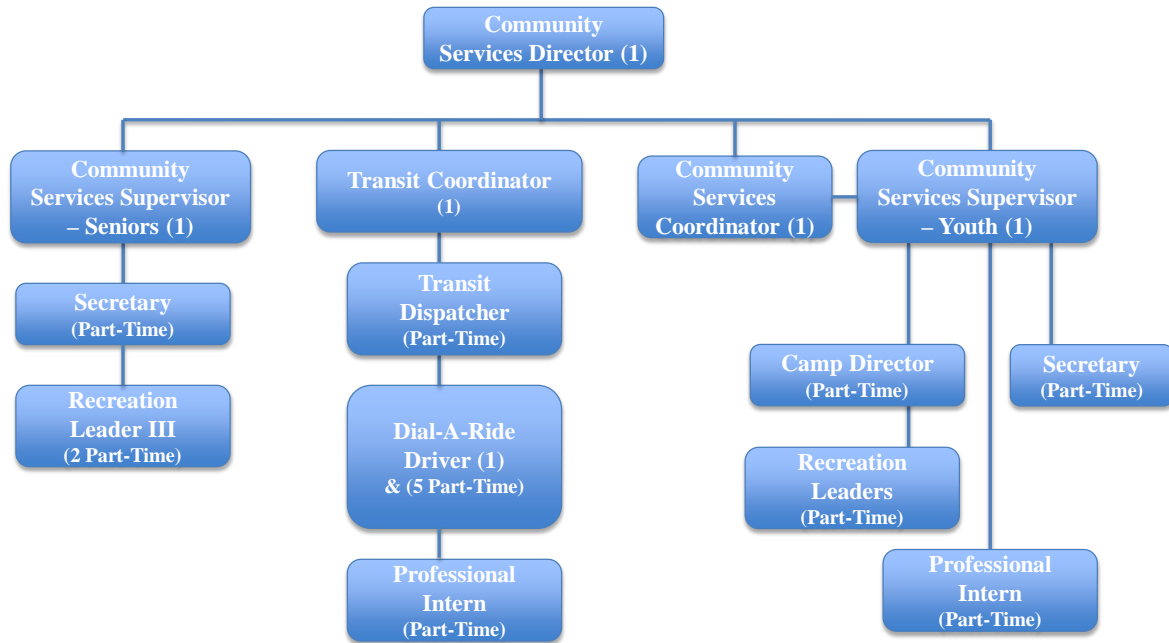 Community
Services Director (1)
Community
Services Supervisor
– Seniors (1)
Transit Coordinator
(1)
Community
Services
Coordinator (1)
Community
Services Supervisor
– Youth (1)
Secretary
(Part-Time)
Transit
Dispatcher
(Part-Time)
Camp Director
(Part-Time)
Secretary
(Part-Time)
Recreation
Leader III
(2 Part-Time)
Dial-A-Ride
Driver (1)
& (5 Part-Time)
Recreation
Leaders
(Part-Time)
Professional
Intern
(Part-Time)
Professional
Intern
(Part-Time)